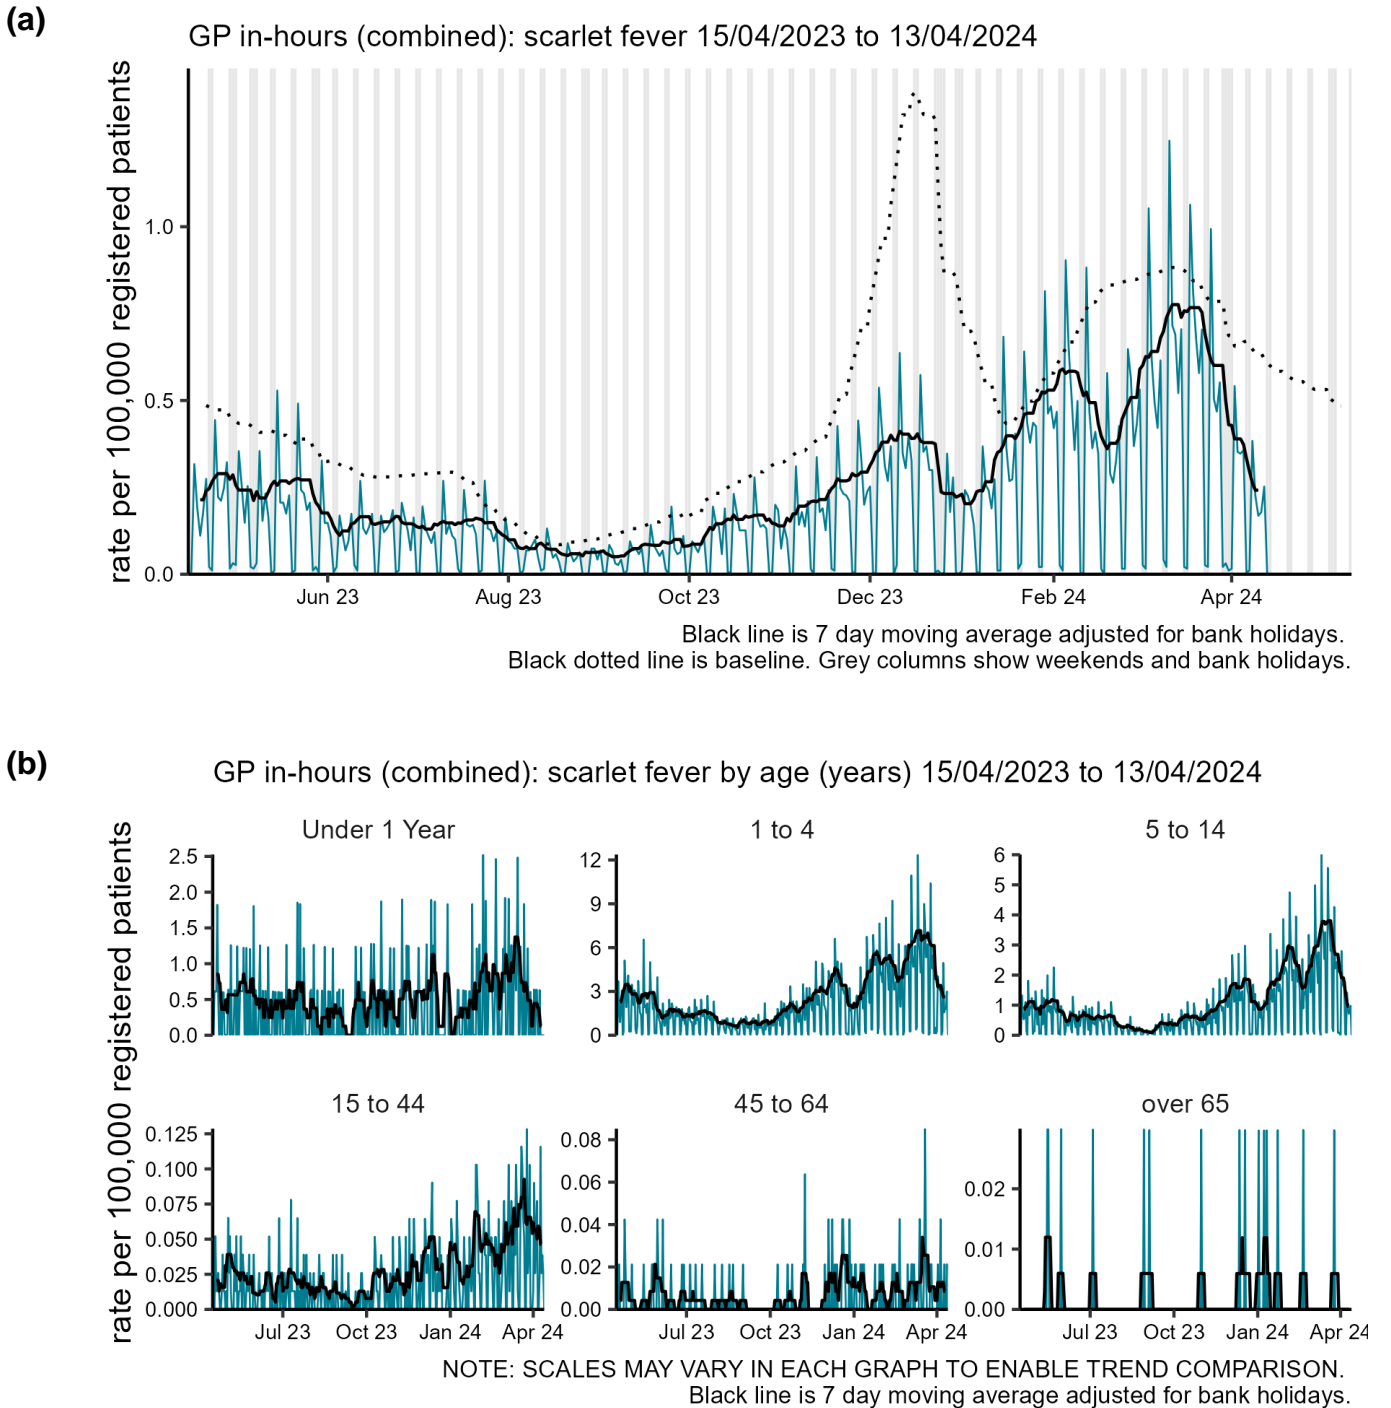 (a)
GP in-hours (combined): scarlet fever 15/04/2023 to 13/04/2024
rate per 100,000 registered patients
1.0
0.5
0.0
Jun 23 Aug 23 Oct 23 Dec 23 Feb 24 Apr 24
Black line is 7 day moving average adjusted for bank holidays.
Black dotted line is baseline. Grey columns show weekends and bank holidays.
(b)
GP in-hours (combined): scarlet fever by age (years) 15/04/2023 to 13/04/2024
rate per 100,000 registered patients
Under 1 Year
2.5
2.0
1.5
1.0
0.5
0.0
1 to 4
12
9
6
3
0
5 to 14
6
5
4
3
2
1
0
15 to 44
0.125
0.100
0.075
0.050
0.025
0.000
Jul 23 Oct 23 Jan 24 Apr 24
45 to 64
0.08
0.06
0.04
0.02
0.00
Jul 23 Oct 23 Jan 24 Apr 24
over 65
0.02
0.01
0.00
Jul 23 Oct 23 Jan 24 Apr 24
NOTE: SCALES MAY VARY IN EACH GRAPH TO ENABLE TREND COMPARISON.
Black line is 7 day moving average adjusted for bank holidays.